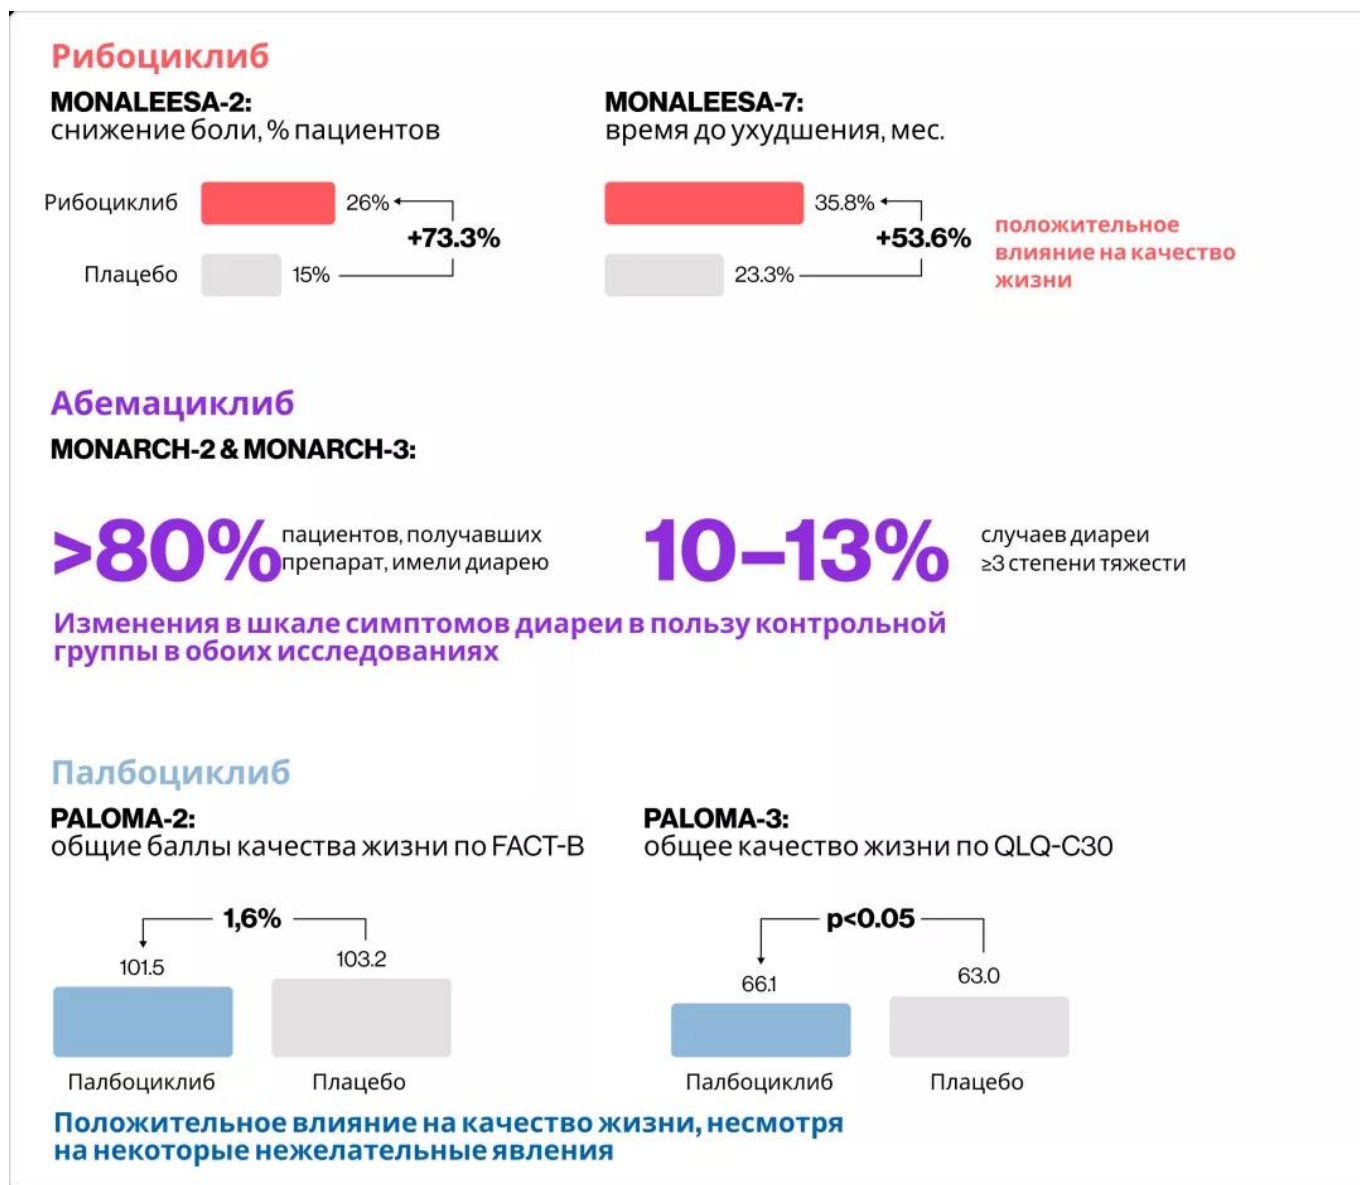 Рибоциклиб
MONALEESA-2:
снижение боли, % пациентов
Рибоциклиб
26%
+73.3%
Плацебо
15%
MONALEESA-7:
время до ухудшения, мес.
35.8%
+53.6%
23.3%
положительное
влияние на качество
жизни
Абемациклиб
MONARCH-2 & MONARCH-3:
>80%
пациентов, получавших
препарат, имели диарею
10–13%
случаев диареи
≥3 степени тяжести
Изменения в шкале симптомов диареи в пользу контрольной
группы в обоих исследованиях
Палбоциклиб
PALOMA-2:
общие баллы качества жизни по FACT-B
1,6%
101.5
103.2
Палбоциклиб
Плацебо
PALOMA-3:
общее качество жизни по QLQ-C30
p<0.05
66.1
63.0
Палбоциклиб
Плацебо
Положительное влияние на качество жизни, несмотря
на некоторые нежелательные явления